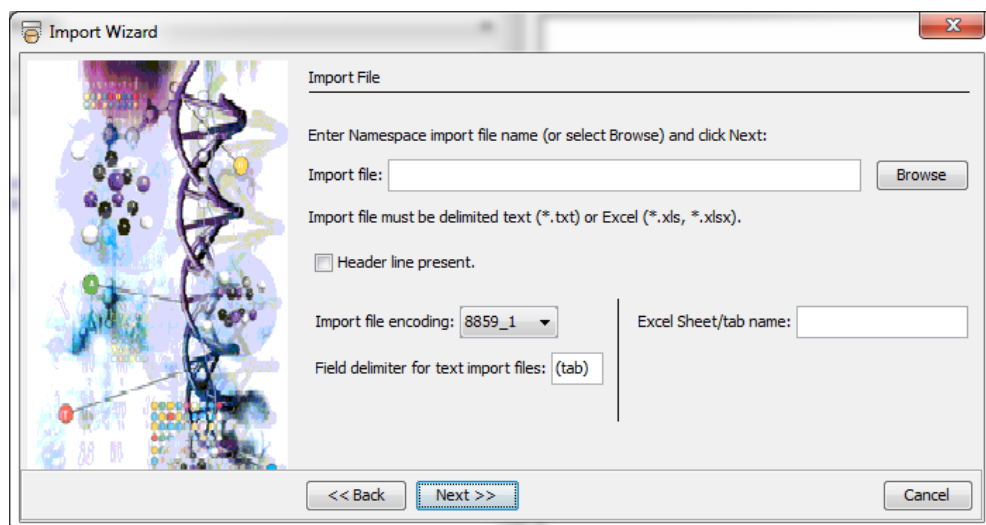 Import Wizard
Import File
Enter Namespace import file name (or select Browse) and click Next:
Import file:
Browse
Import file must be delimited text (*.txt) or Excel (*.xls, *.xlsx).
Header line present.
Import file encoding: 8859_1
Excel Sheet/tab name:
Field delimiter for text import files: (tab)
<< Back
Next >>
Cancel